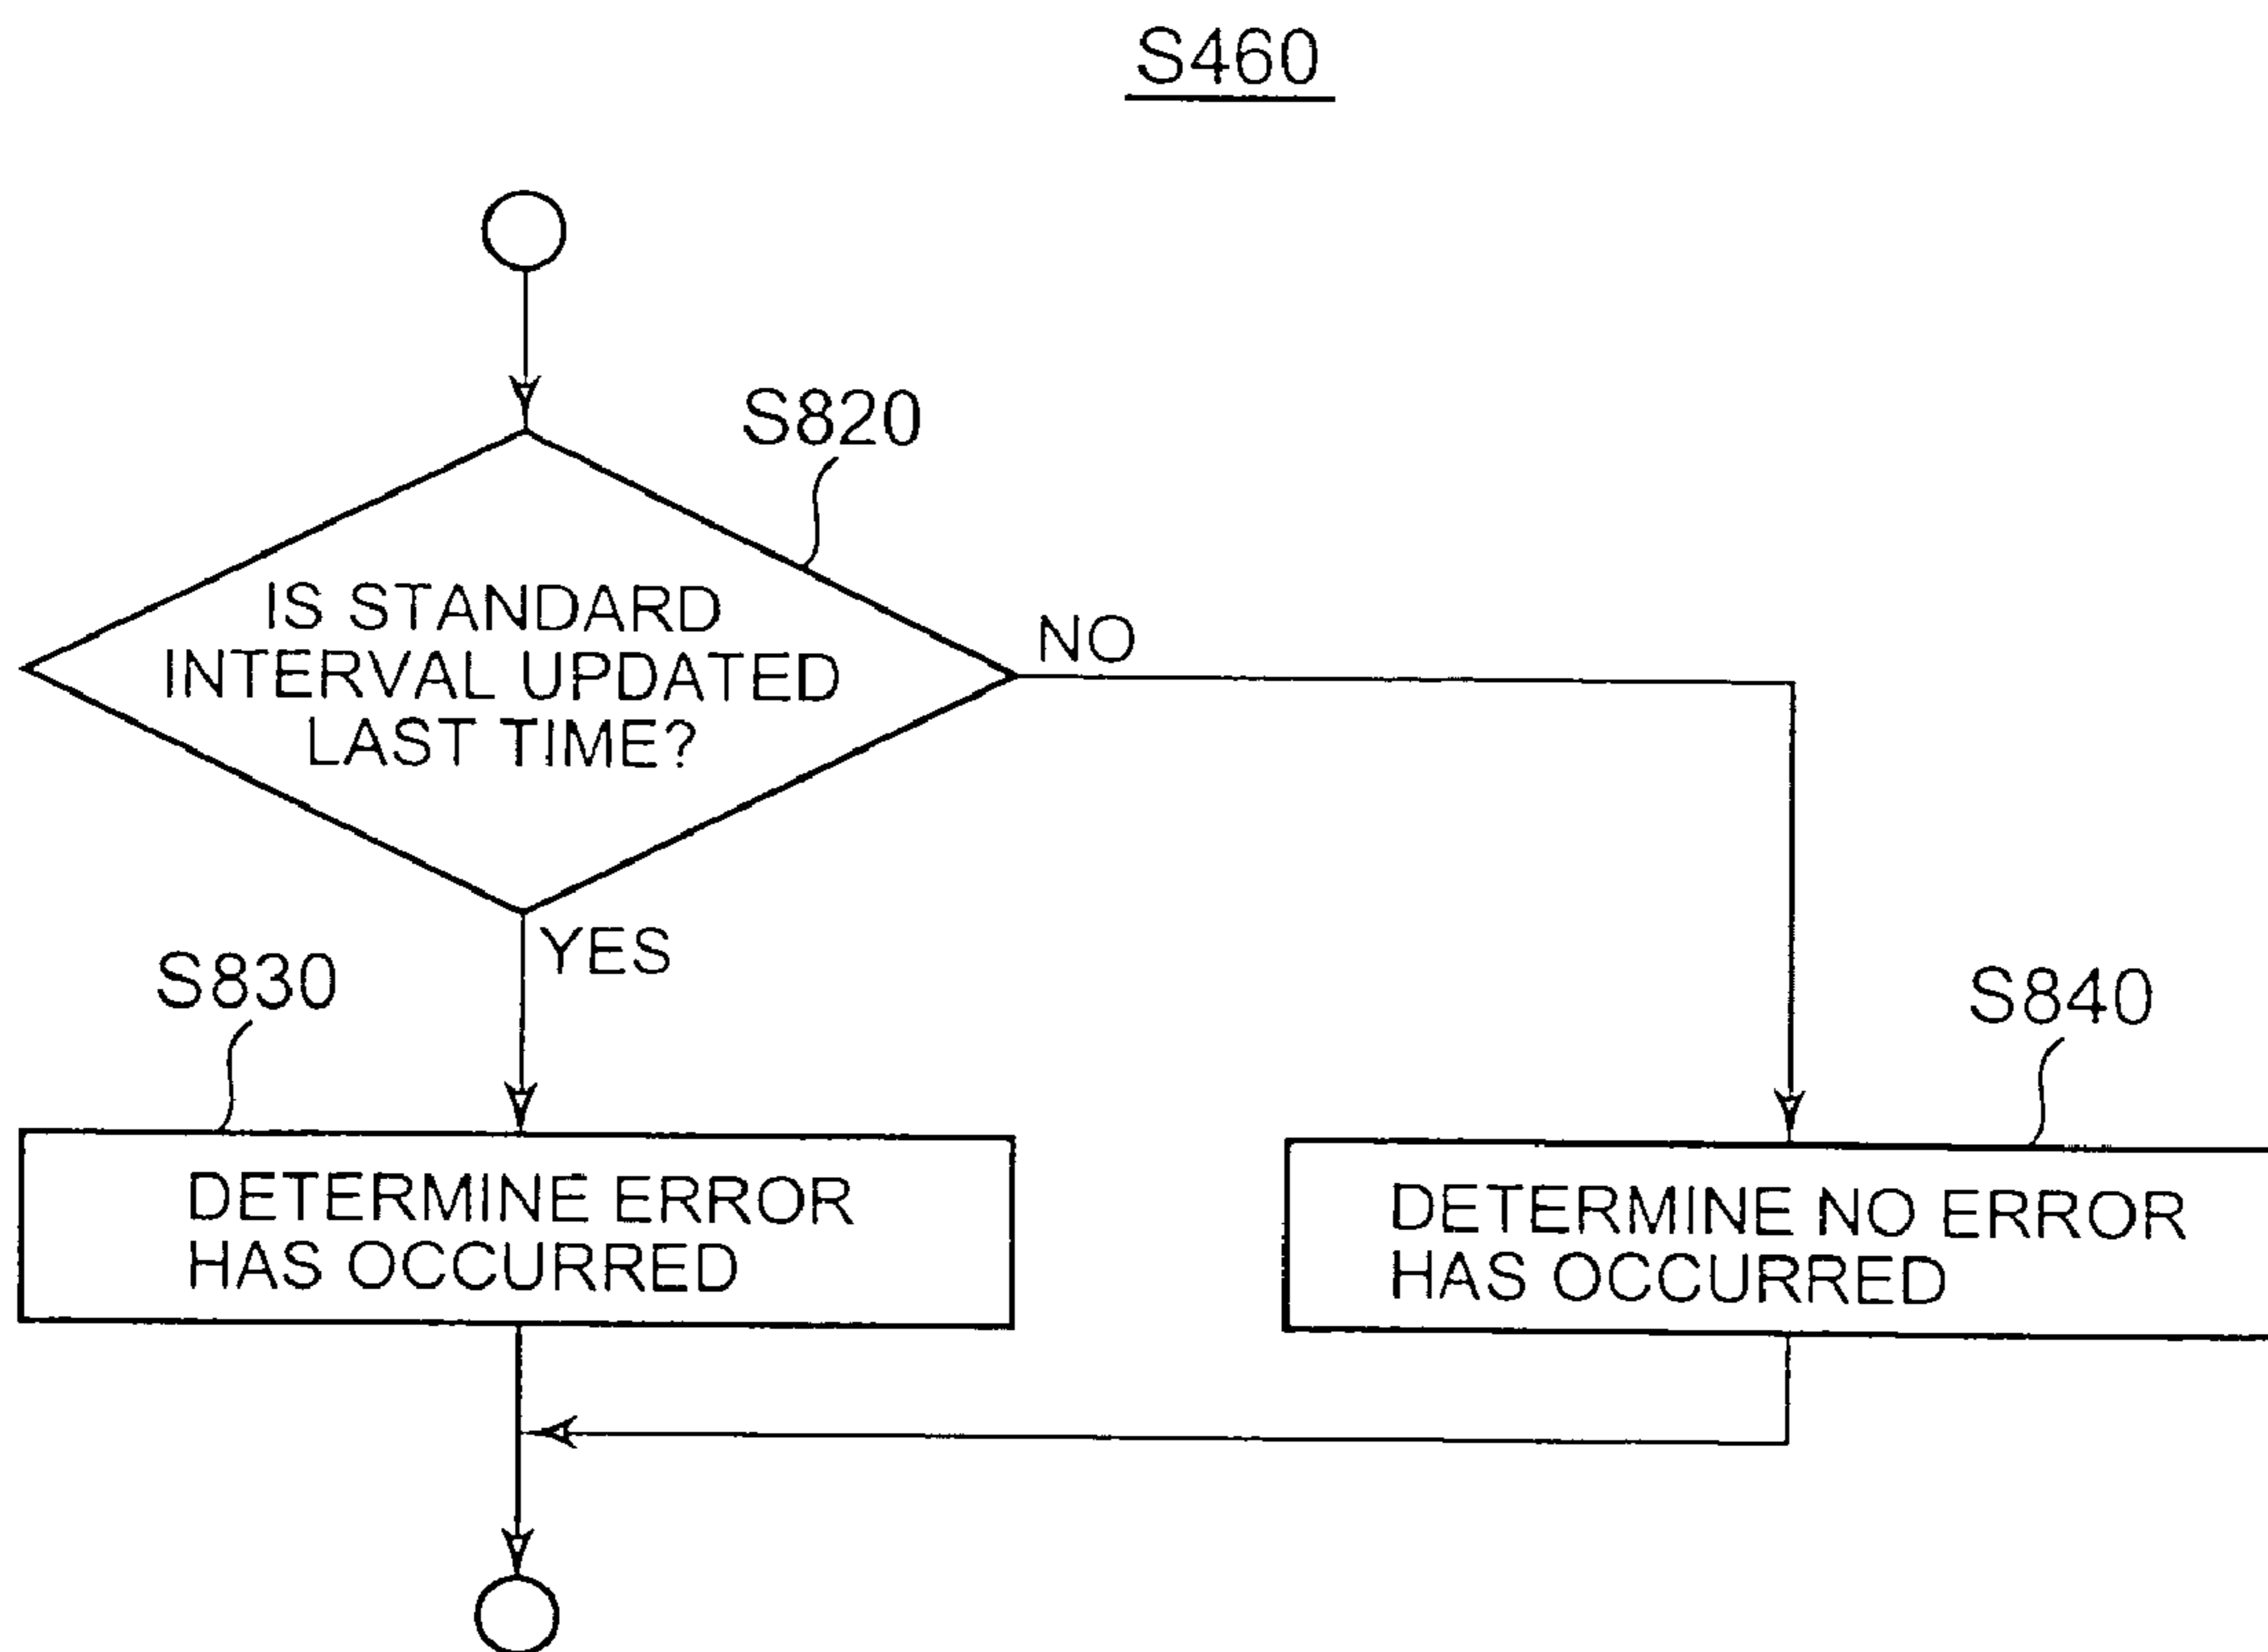 S460
S820
IS STANDARD
INTERVAL UPDATED
LAST TIME?
NO
YES
S830
DETERMINE ERROR
HAS OCCURRED
S840
DETERMINE NO ERROR
HAS OCCURRED